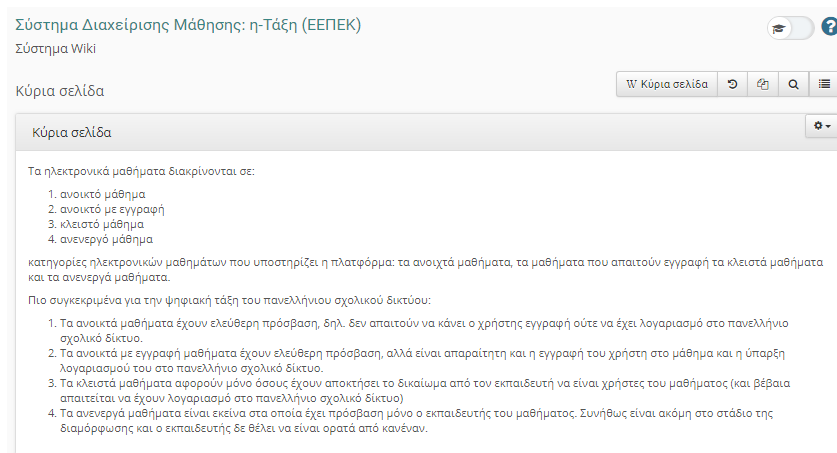 Σύστημα Διαχείρισης Μάθησης: η-Τάξη (ΕΕΠΕΚ)
Σύστημα Wiki
Κύρια σελίδα
W Κύρια σελίδα
Κύρια σελίδα
Τα ηλεκτρονικά μαθήματα διακρίνονται σε:
1. ανοικτό μάθημα
2. ανοικτό με εγγραφή
3. κλειστό μάθημα
4. ανενεργό μάθημα
κατηγορίες ηλεκτρονικών μαθημάτων που υποστηρίζει η πλατφόρμα: τα ανοιχτά μαθήματα, τα μαθήματα που απαιτούν εγγραφή τα κλειστά μαθήματα
και τα ανενεργά μαθήματα.
Πιο συγκεκριμένα για την ψηφιακή τάξη του πανελλήνιου σχολικού δικτύου:
1. Τα ανοικτά μαθήματα έχουν ελεύθερη πρόσβαση, δηλ. δεν απαιτούν να κάνει ο χρήστης εγγραφή ούτε να έχει λογαριασμό στο πανελλήνιο
σχολικό δίκτυο.
2. Τα ανοικτά με εγγραφή μαθήματα έχουν ελεύθερη πρόσβαση, αλλά είναι απαραίτητη και η εγγραφή του χρήστη στο μάθημα και η ύπαρξη
λογαριασμού του στο πανελλήνιο σχολικό δίκτυο.
3. Τα κλειστά μαθήματα αφορούν μόνο όσους έχουν αποκτήσει το δικαίωμα από τον εκπαιδευτή να είναι χρήστες του μαθήματος (και βέβαια
απαιτείται να έχουν λογαριασμό στο πανελλήνιο σχολικό δίκτυο)
4. Τα ανενεργά μαθήματα είναι εκείνα στα οποία έχει πρόσβαση μόνο ο εκπαιδευτής του μαθήματος. Συνήθως είναι ακόμη στο στάδιο της
διαμόρφωσης και ο εκπαιδευτής δε θέλει να είναι ορατά από κανέναν.